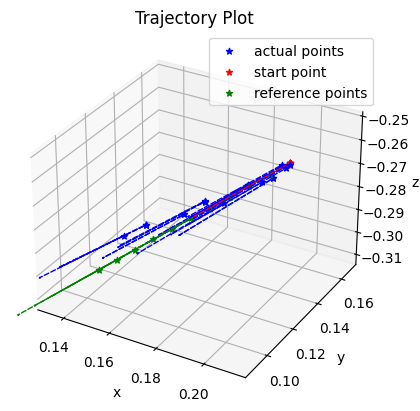 Trajectory Plot
actual points
start point
reference points
−0.25
−0.26
−0.27
−0.28
−0.29
−0.30
−0.31
z
0.16
0.14
0.12
0.10
y
0.14
0.16
0.18
0.20
x